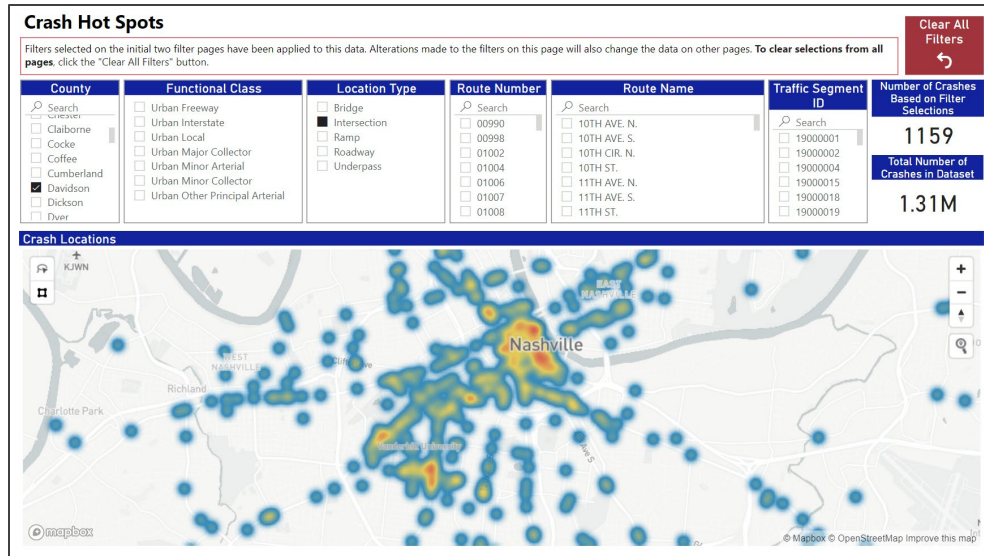 Crash Hot Spots
Clear All
Filters
Filters selected on the initial two filter pages have been applied to this data. Alterations made to the filters on this page will also change the data on other pages. To clear selections from all
pages, click the "Clear All Filters" button.
County
Search
Chester
Claiborne
Cocke
Coffee
Cumberland
Davidson
Dickson
Dyer
Functional Class
Urban Freeway
Urban Interstate
Urban Local
Urban Major Collector
Urban Minor Arterial
Urban Minor Collector
Urban Other Principal Arterial
Location Type
Bridge
Intersection
Ramp
Roadway
Underpass
Route Number
Search
00990
00998
01002
01004
01006
01007
01008
Route Name
Search
10TH AVE. N.
10TH AVE. S.
10TH CIR. N.
10TH ST.
11TH AVE. N.
11TH AVE. S.
11TH ST.
Traffic Segment
ID
Search
19000001
19000002
19000004
19000015
19000018
19000019
Number of Crashes
Based on Filter
Selections
1159
Total Number of
Crashes in Dataset
1.31M
Crash Locations
KJWN
EAST
NASHVILLE
Nashville
WEST
NASHVILLE
Richland
Charlotte Park
Vanderbilt University
Ave S
mapbox
© Mapbox © OpenStreetMap Improve this map